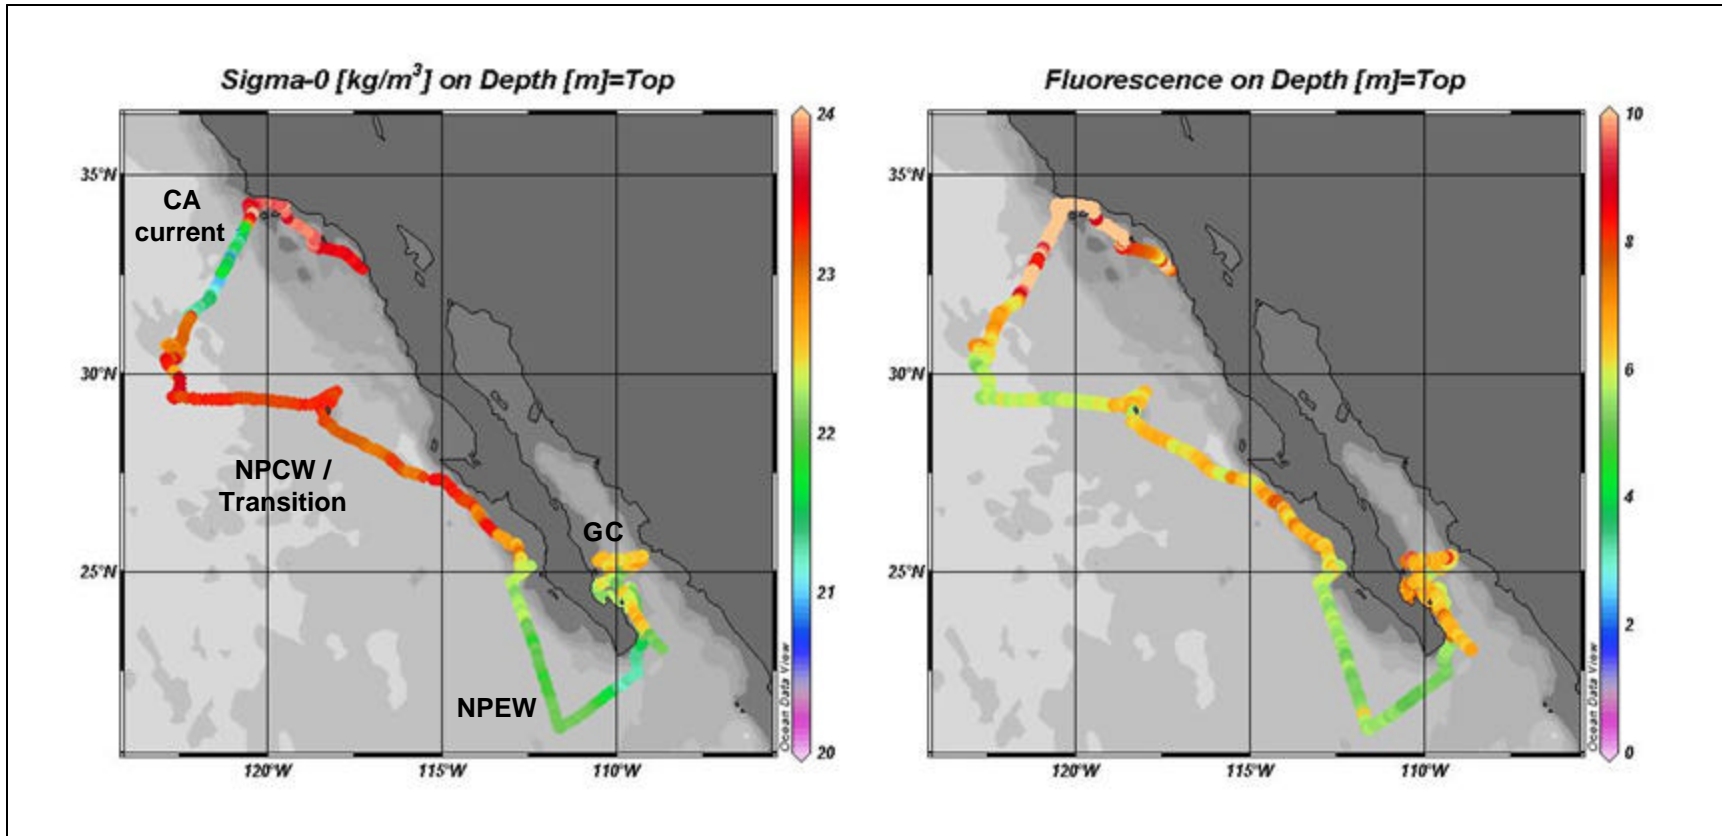 Sigma-0 [kg/m³] on Depth [m]=Top
24
23
22
21
20
35°N
30°N
25°N
120°W
115°W
110°W
CA
current
NPCW /
Transition
GC
NPEW
Ocean Data View
Fluorescence on Depth [m]=Top
10
8
6
4
2
0
35°N
30°N
25°N
120°W
115°W
110°W
Ocean Data View